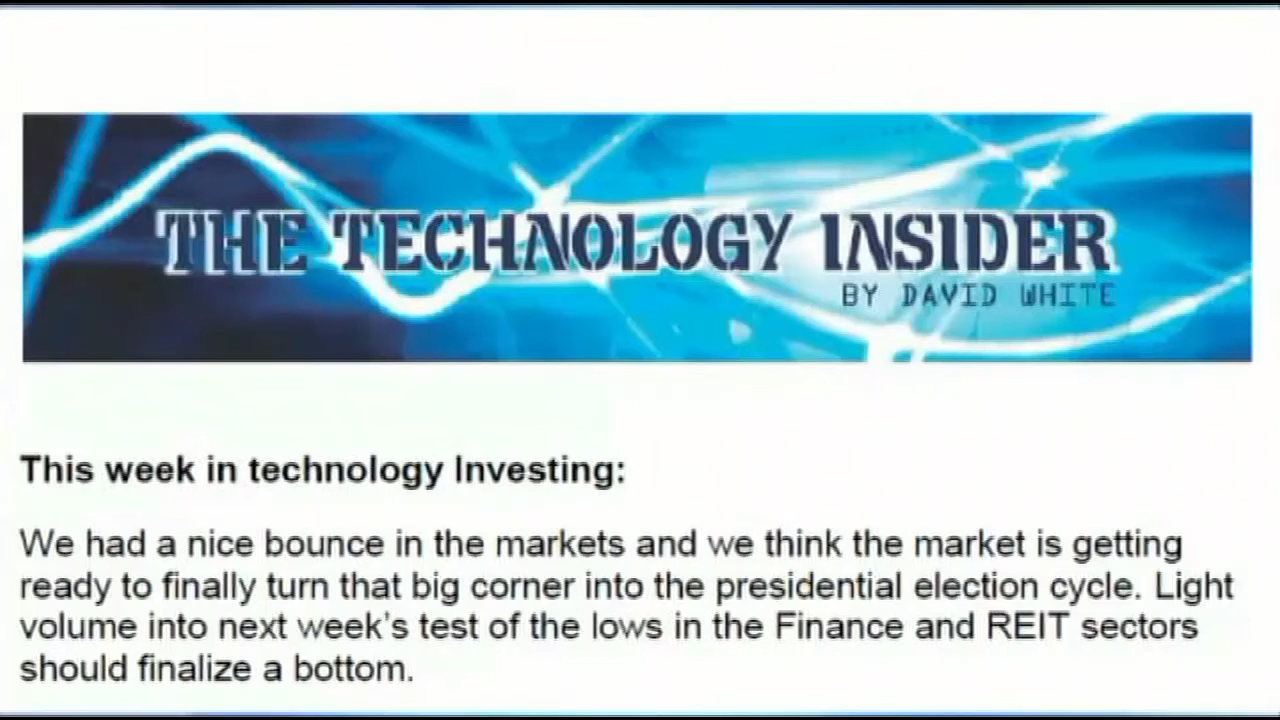 THE TECHNOLOGY INSIDER
BY DAVID WHITE
This week in technology Investing:
We had a nice bounce in the markets and we think the market is getting
ready to finally turn that big corner into the presidential election cycle. Light
volume into next week's test of the lows in the Finance and REIT sectors
should finalize a bottom.